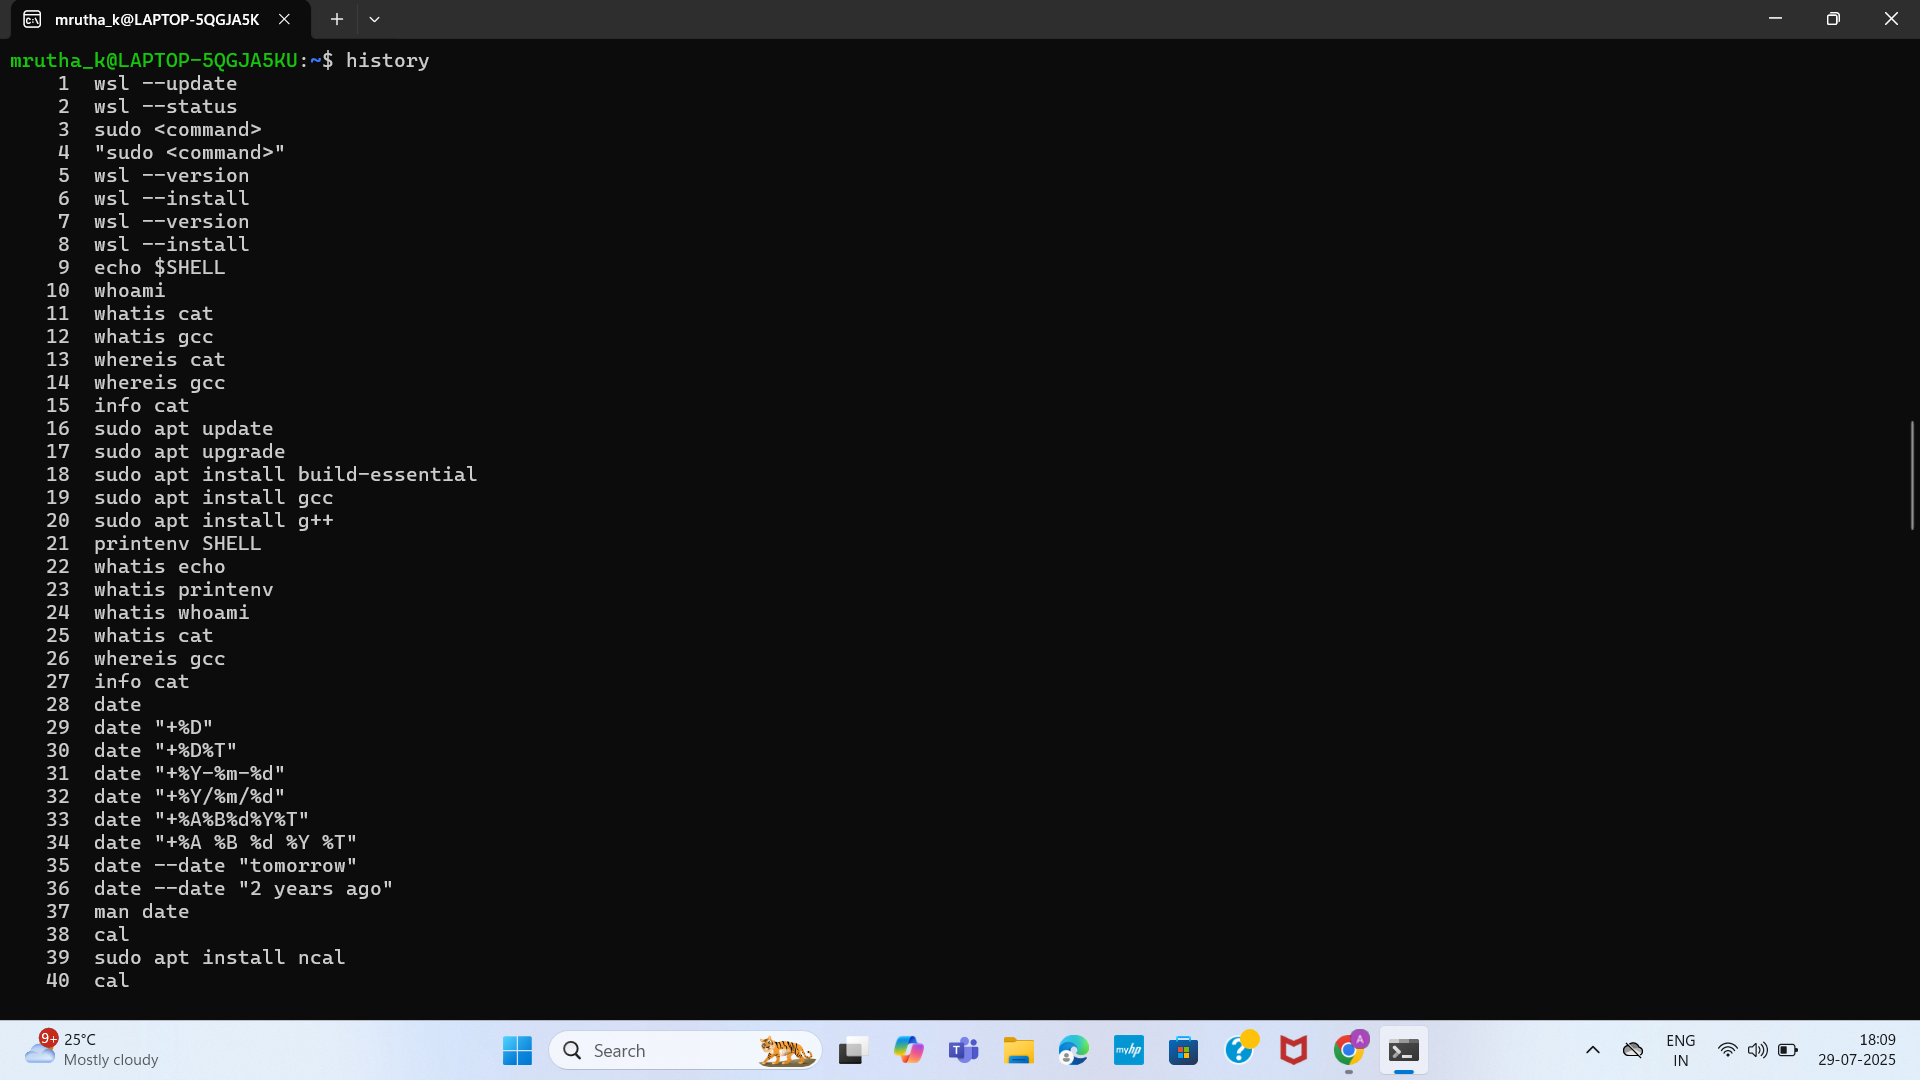 mrutha_k@LAPTOP-5QGJA5K
mrutha_k@LAPTOP-5QGJA5KU:~$ history
1 wsl --update
2 wsl --status
3 sudo <command>
4 "sudo <command>"
5 wsl --version
6 wsl --install
7 wsl --version
8 wsl --install
9 echo $SHELL
10 whoami
11 whatis cat
12 whatis gcc
13 whereis cat
14 whereis gcc
15 info cat
16 sudo apt update
17 sudo apt upgrade
18 sudo apt install build-essential
19 sudo apt install gcc
20 sudo apt install g++
21 printenv SHELL
22 whatis echo
23 whatis printenv
24 whatis whoami
25 whatis cat
26 whereis gcc
27 info cat
28 date
29 date "+%D"
30 date "+%D%T"
31 date "+%Y-%m-%d"
32 date "+%Y/%m/%d"
33 date "+%A%B%d%Y%T"
34 date "+%A %B %d %Y %T"
35 date --date "tomorrow"
36 date --date "2 years ago"
37 man date
38 cal
39 sudo apt install ncal
40 cal
9+ 25°C
Mostly cloudy
Search
myhp
A
ENG
IN
18:09
29-07-2025